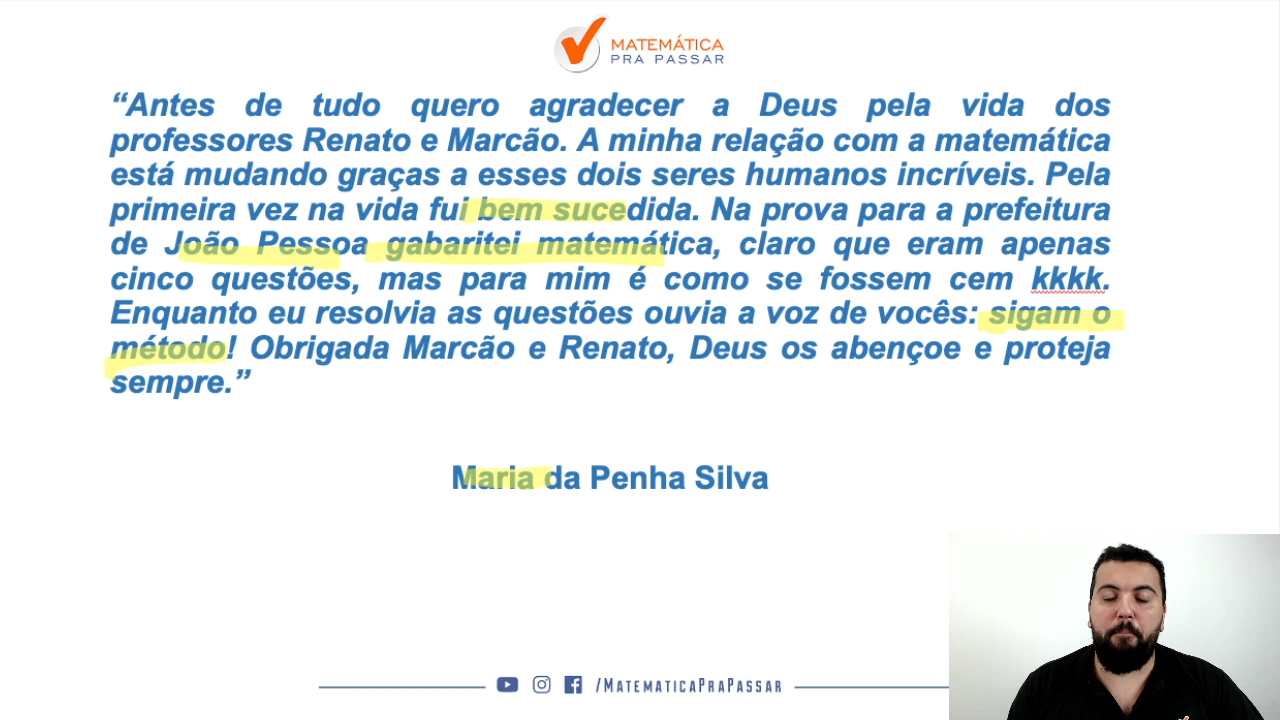 MATEMÁTICA
PRA PASSAR
“Antes de tudo quero agradecer a Deus pela vida dos
professores Renato e Marcão. A minha relação com a matemática
está mudando graças a esses dois seres humanos incríveis. Pela
primeira vez na vida fui bem sucedida. Na prova para a prefeitura
de João Pessoa gabaritei matemática, claro que eram apenas
cinco questões, mas para mim é como se fossem cem kkkk.
Enquanto eu resolvia as questões ouvia a voz de vocês: sigam o
método! Obrigada Marcão e Renato, Deus os abençoe e proteja
sempre.”
Maria da Penha Silva
/MATEMATICAPRAPASSAR